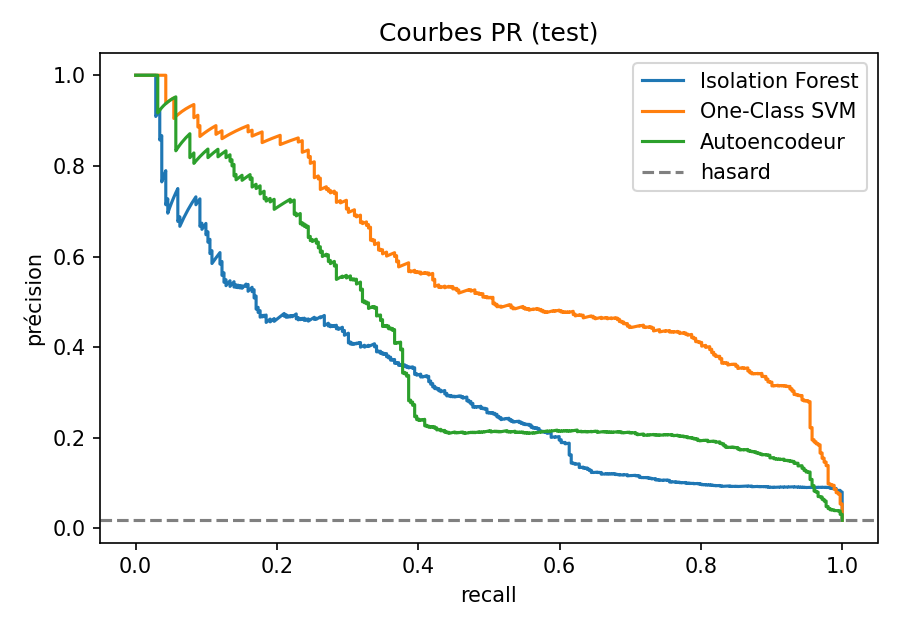 Courbes PR (test)
1.0
0.8
0.6
0.4
0.2
0.0
précision
Isolation Forest
One-Class SVM
Autoencodeur
hasard
0.0 0.2 0.4 0.6 0.8 1.0
recall